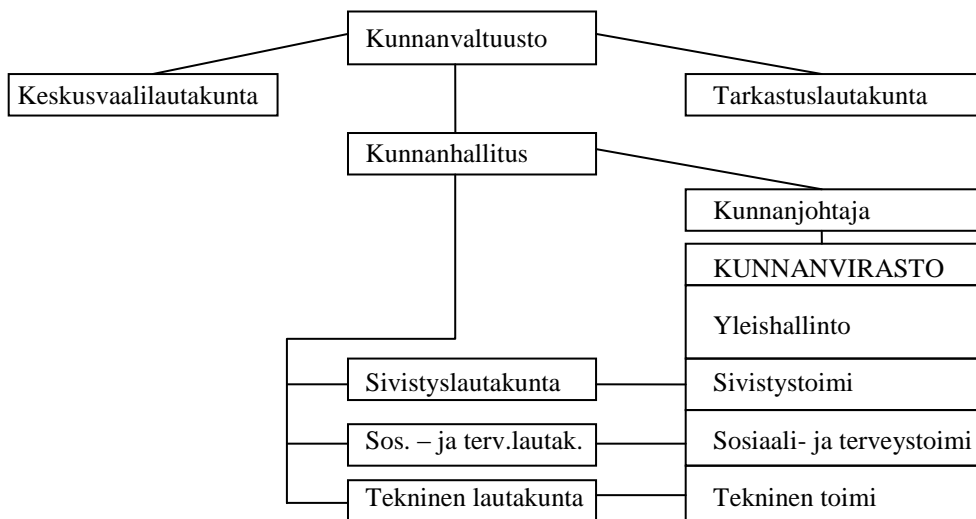 Kunnanvaltuusto
Keskusvaalilautakunta
Tarkastuslautakunta
Kunnanhallitus
Kunnanjohtaja
KUNNANVIRASTO
Yleishallinto
Sivistyslautakunta
Sivistystoimi
Sos. – ja terv.lautak.
Sosiaali- ja terveystoimi
Tekninen lautakunta
Tekninen toimi